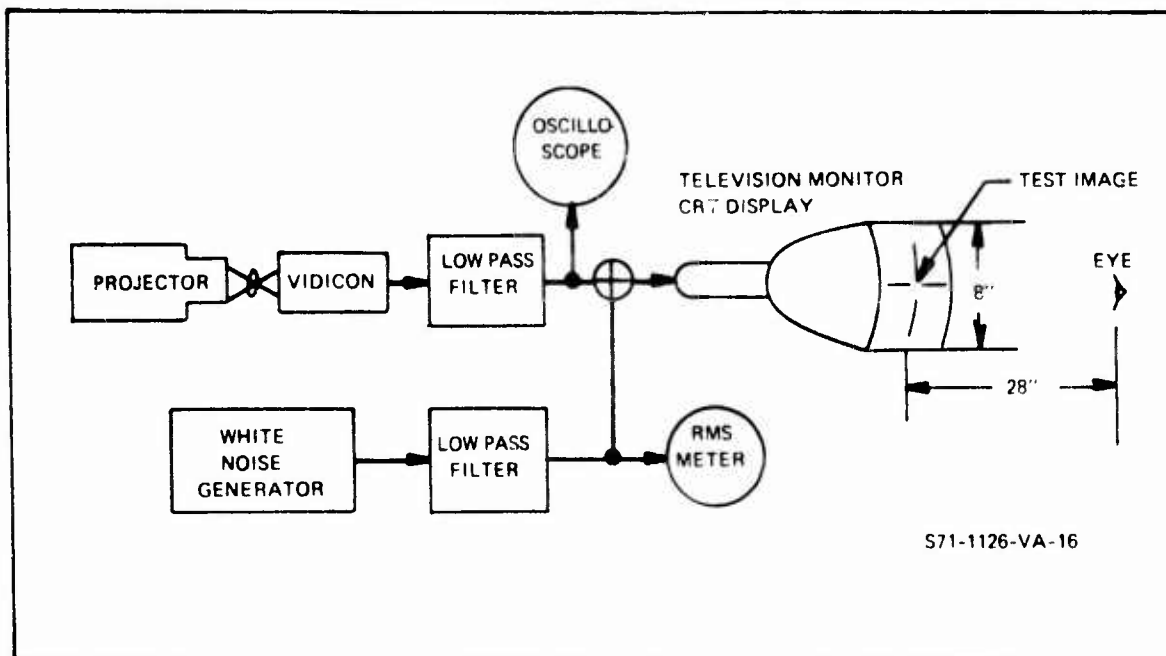 OSCILLO-
SCOPE
TELEVISION MONITOR
CRT DISPLAY
TEST IMAGE
PROJECTOR
VIDICON
LOW PASS
FILTER
8"
EYE
28"
WHITE
NOISE
GENERATOR
LOW PASS
FILTER
RMS
METER
S71-1126-VA-16